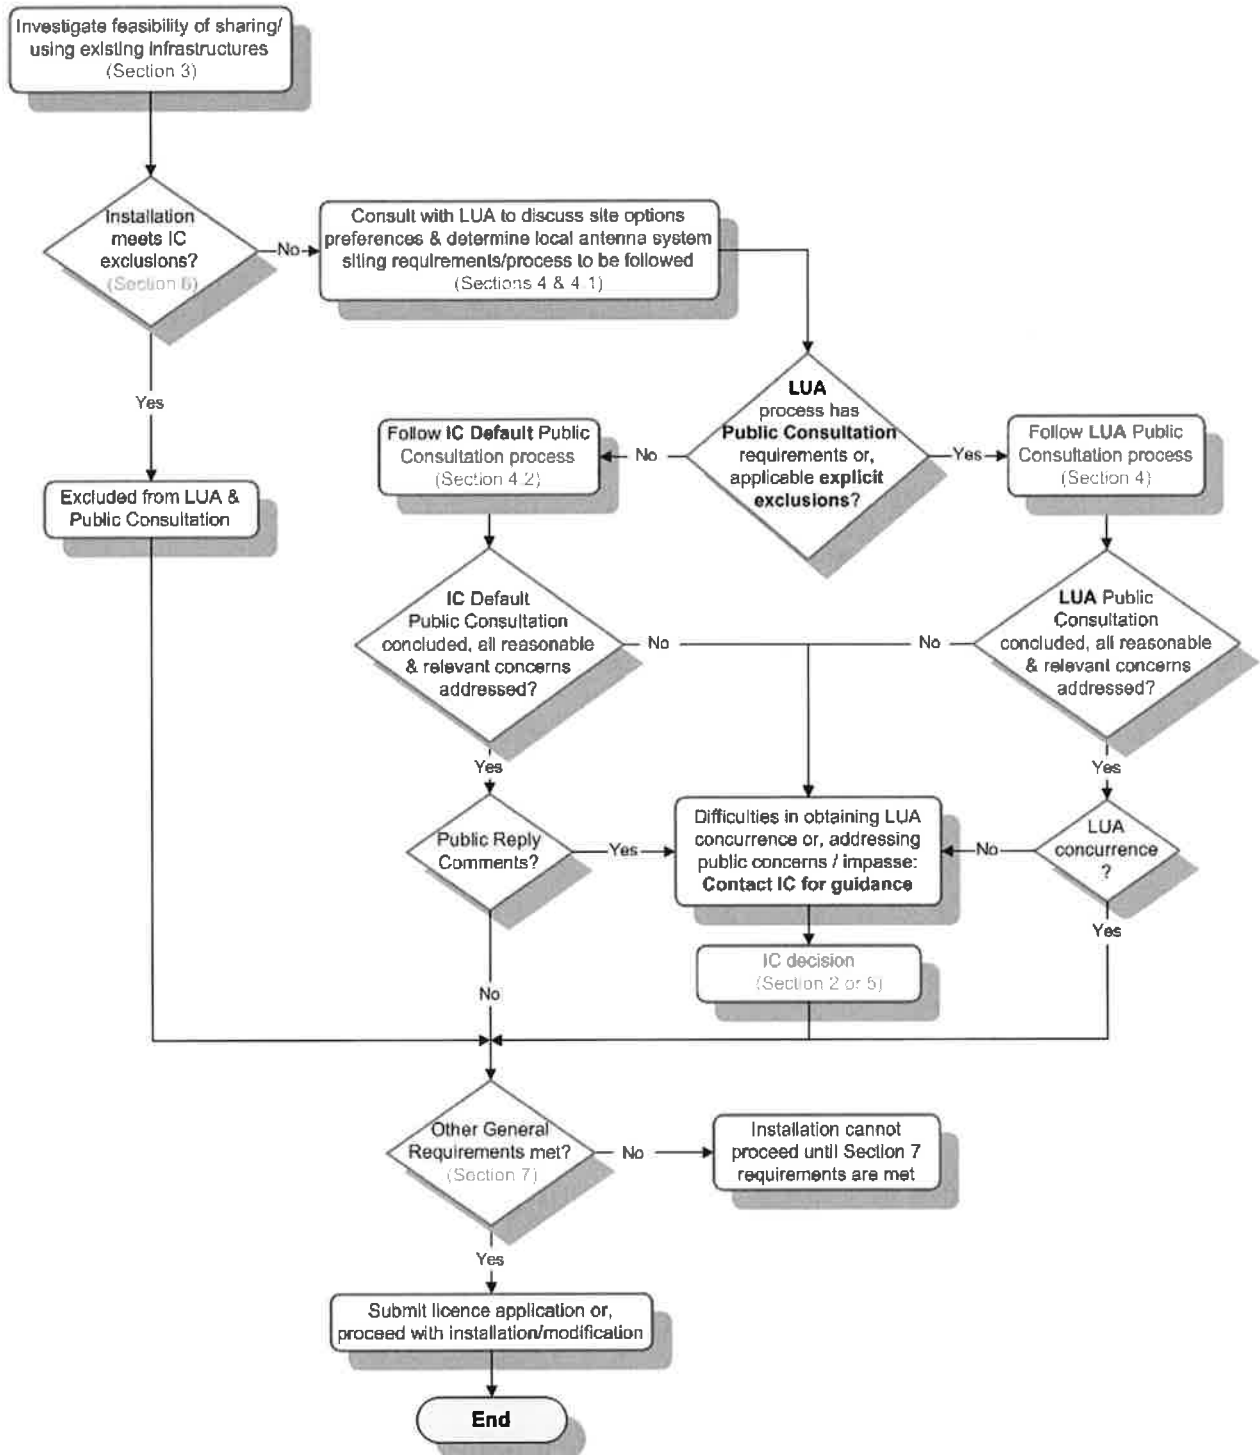 Investigate feasibility of sharing/
using existing infrastructures
(Section 3)
Installation
meets IC
exclusions?
(Section 6)
No
Consult with LUA to discuss site options
preferences & determine local antenna system
siting requirements/process to be followed
(Sections 4 & 4.1)
Yes
LUA
process has
Public Consultation
requirements or,
applicable explicit
exclusions?
No
Yes
Follow IC Default Public
Consultation process
(Section 4.2)
Follow LUA Public
Consultation process
(Section 4)
Excluded from LUA &
Public Consultation
IC Default
Public Consultation
concluded, all reasonable
& relevant concerns
addressed?
No
No
LUA Public
Consultation
concluded, all reasonable
& relevant concerns
addressed?
Yes
Yes
Public Reply
Comments?
Yes
Difficulties in obtaining LUA
concurrence or, addressing
public concerns / impasse:
Contact IC for guidance
No
LUA
concurrence
?
Yes
IC decision
(Section 2 or 5)
No
Other General
Requirements met?
(Section 7)
No
Installation cannot
proceed until Section 7
requirements are met
Yes
Submit licence application or,
proceed with installation/modification
End